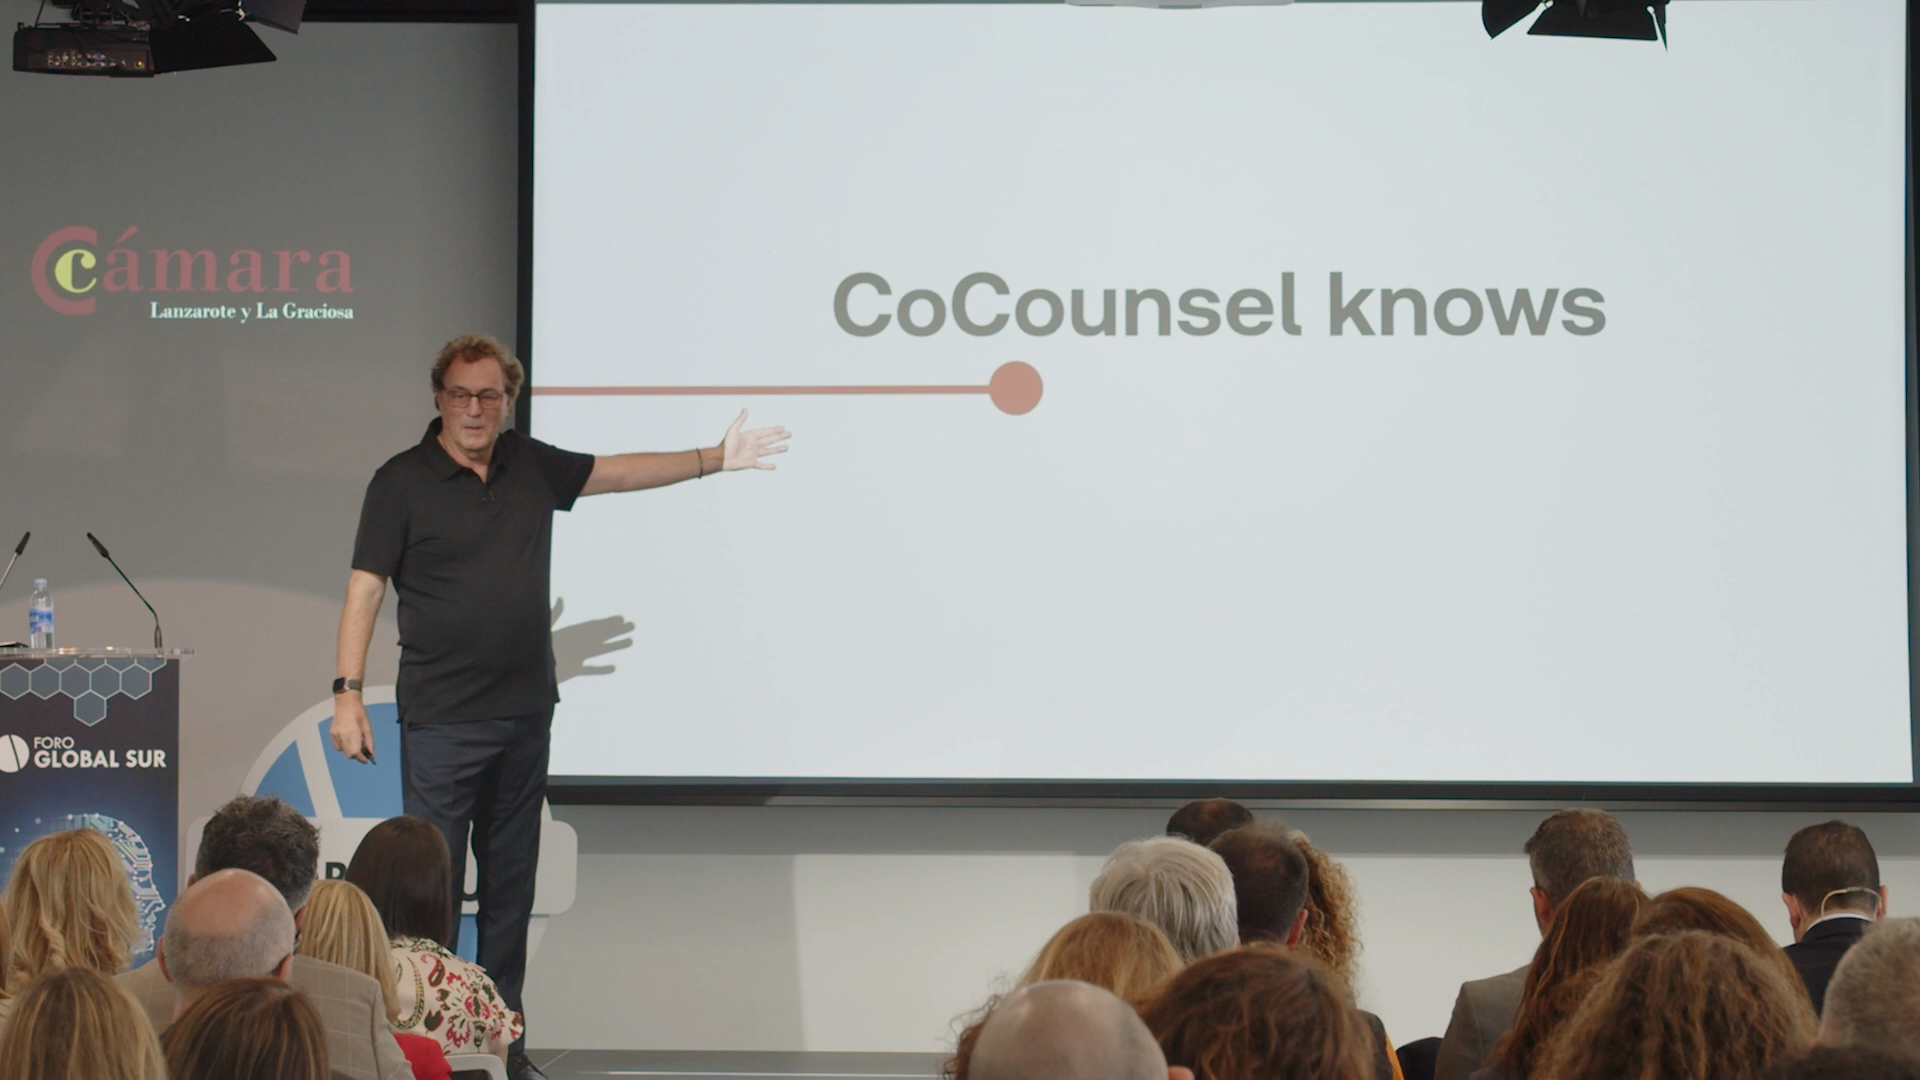 cámara
Lanzarote y La Graciosa
CoCounsel knows
FORO
GLOBAL SUR